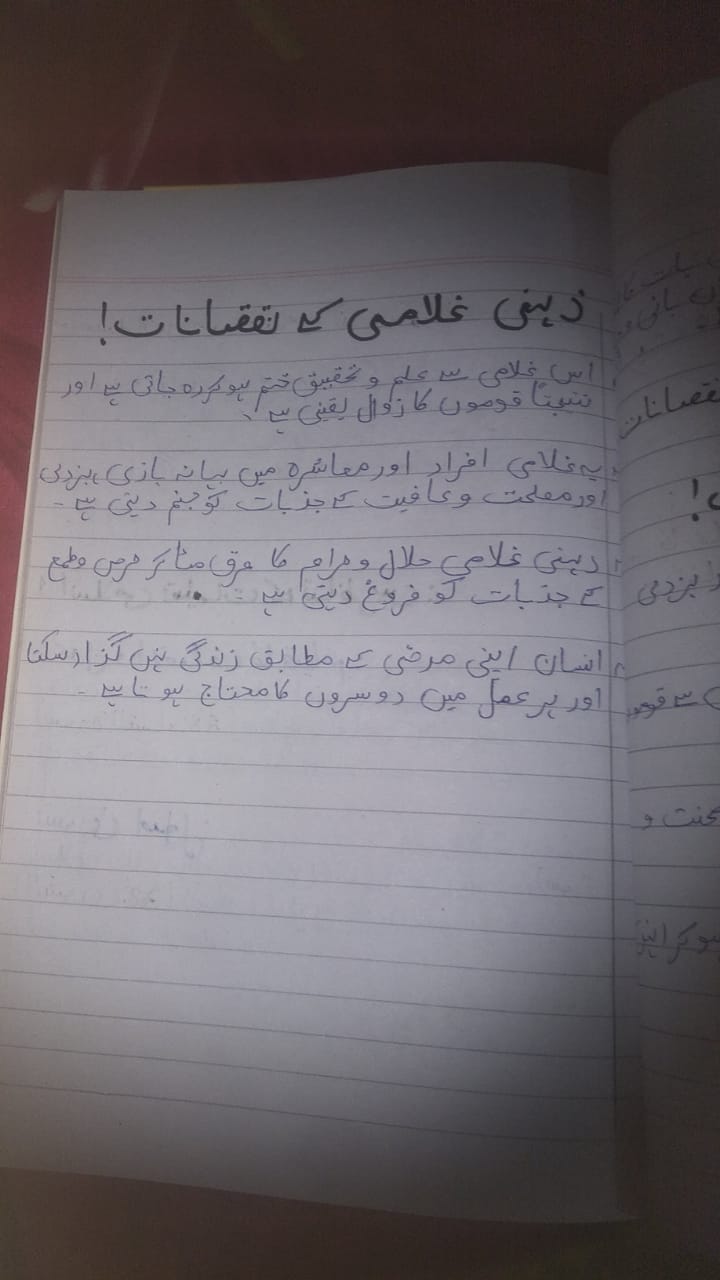 ذہنی غلامی کے نقصانات!
اس غلامی سے علم و تحقیق ختم ہو کر رہ جاتی ہے اور
نتیجتاً قوموں کا زوال یقینی ہے۔
یہ غلامی افراد اور معاشرہ میں بہانہ بازی، بزدلی
اور مصلحت و عافیت کے جذبات کو جنم دیتی ہے۔
ذہنی غلامی حلال و حرام کا فرق مٹا کر حرص و طمع
کے جذبات کو فروغ دیتی ہے۔
انسان اپنی مرضی کے مطابق زندگی نہیں گزار سکتا
اور ہر عمل میں دوسروں کا محتاج ہوتا ہے۔
نقصانات
بزدلی
محنت و
ہو کر اپنے